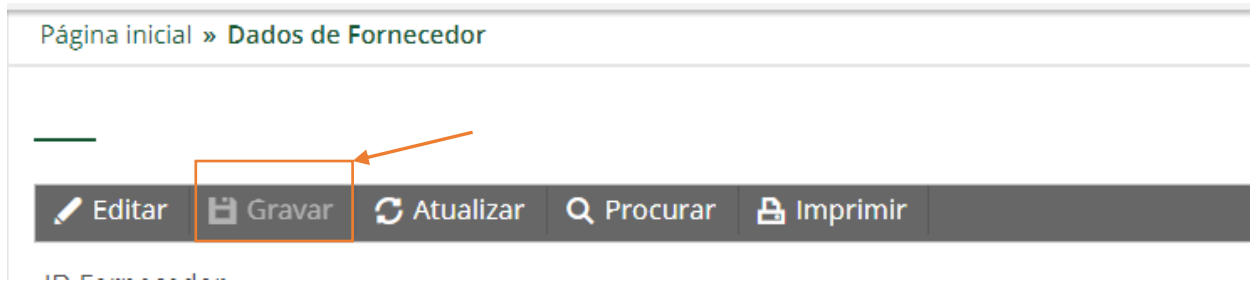 Página inicial » Dados de Fornecedor
Editar Gravar Atualizar Procurar Imprimir